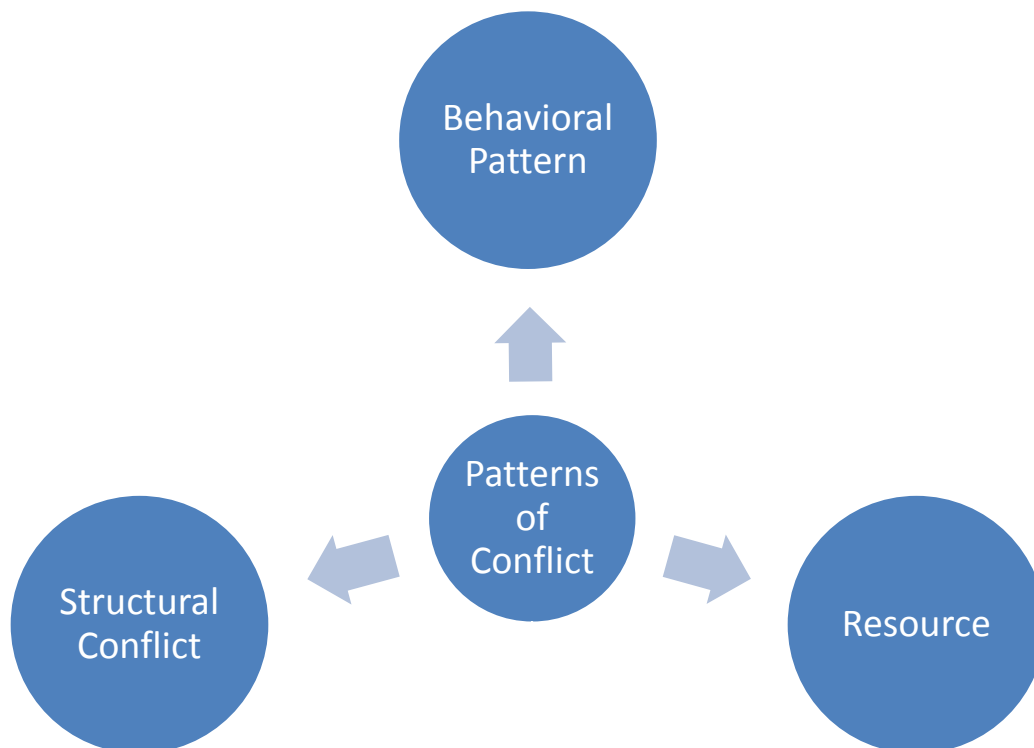 Behavioral
Pattern
Patterns
of
Conflict
Structural
Conflict
Resource